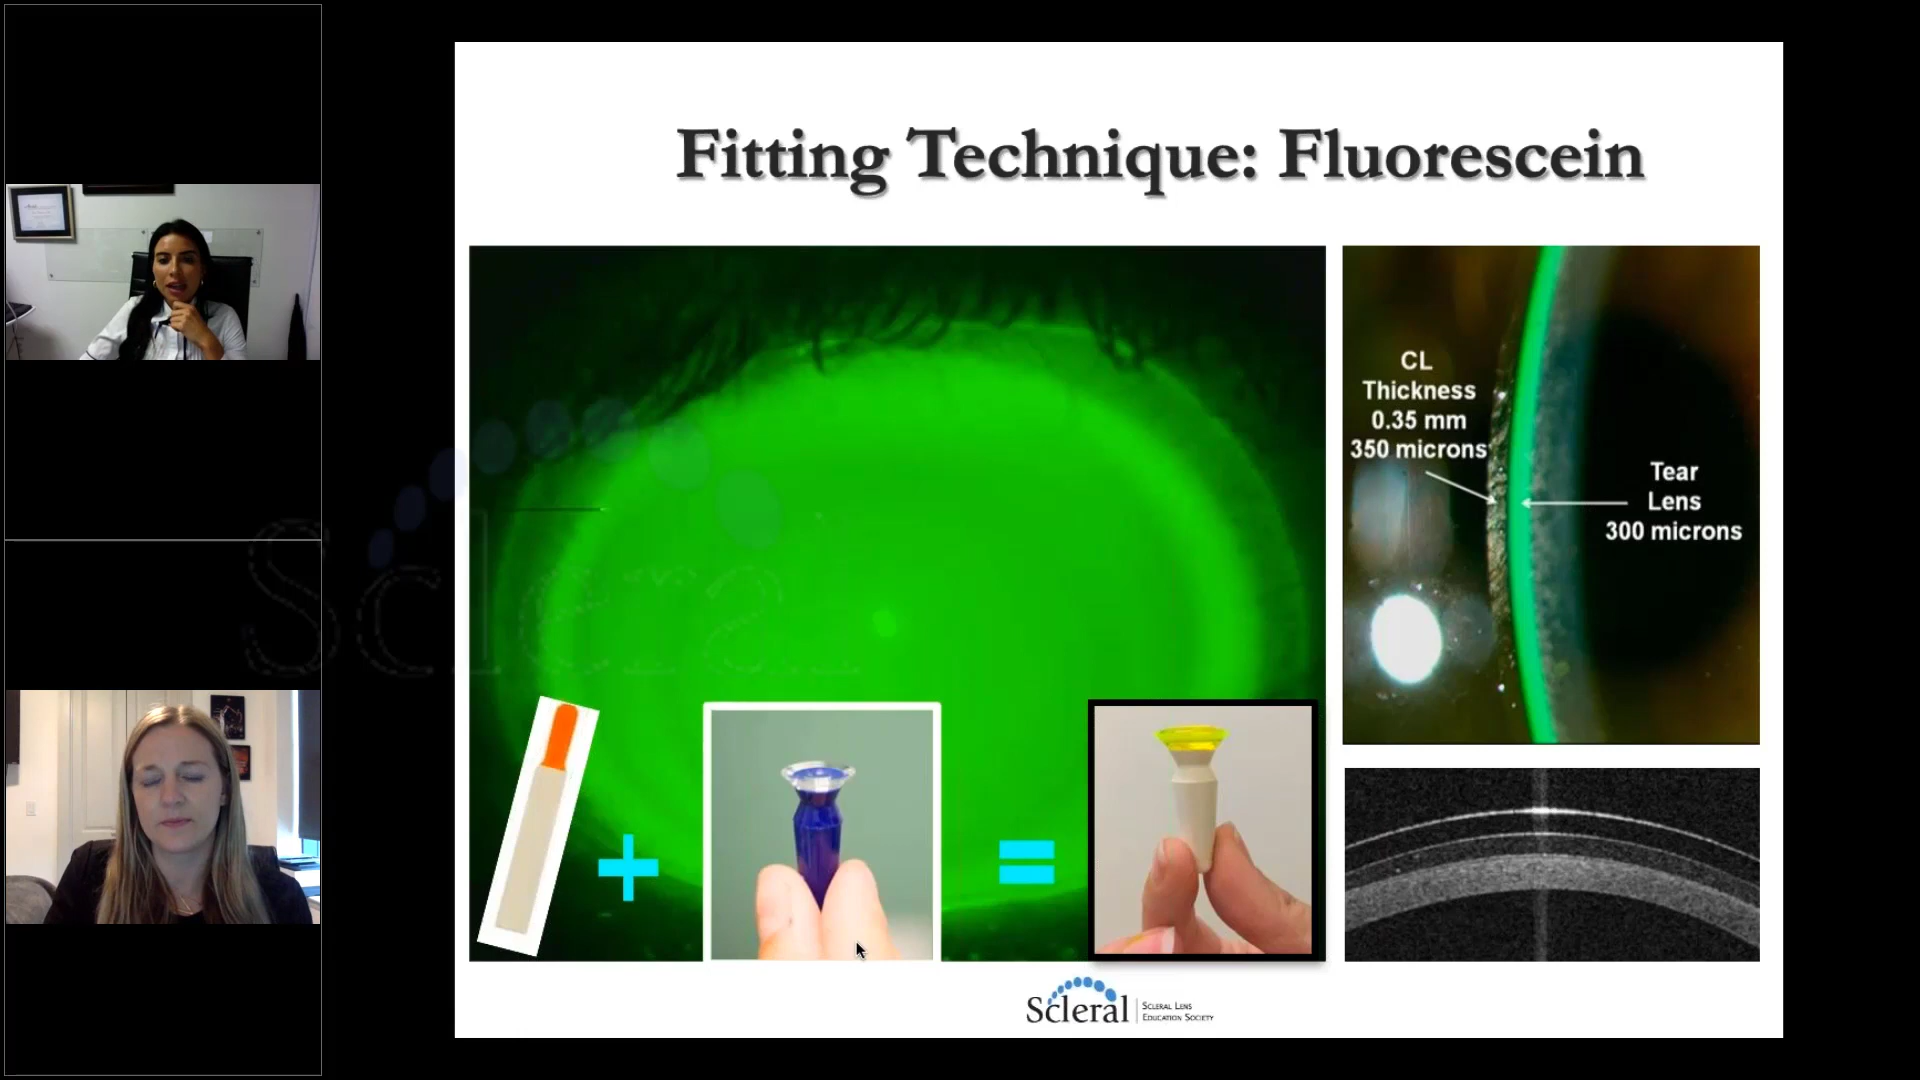 Fitting Technique: Fluorescein
CL
Thickness
0.35 mm
350 microns
Tear
Lens
300 microns
Scleral
Scleral
SCLERAL LENS
EDUCATION SOCIETY